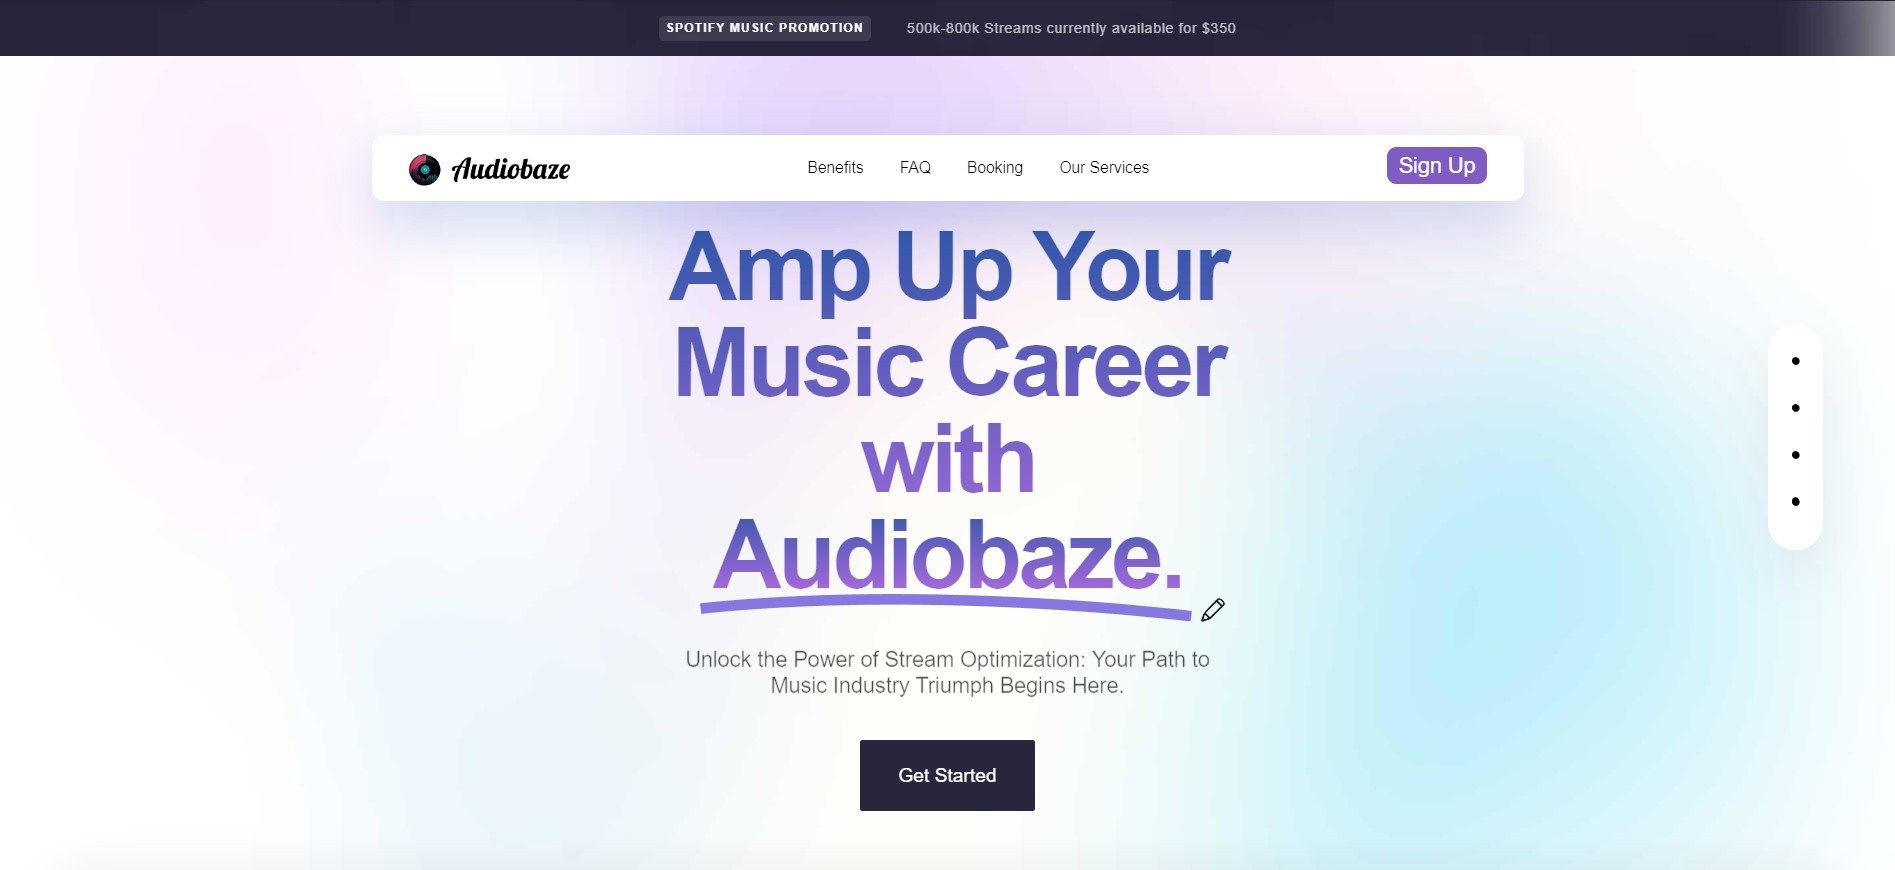 SPOTIFY MUSIC PROMOTION
500k-800k Streams currently available for $350
Audiobaze
Benefits
FAQ
Booking
Our Services
Sign Up
Amp Up Your
Music Career
with
Audiobaze.
Unlock the Power of Stream Optimization: Your Path to
Music Industry Triumph Begins Here.
Get Started